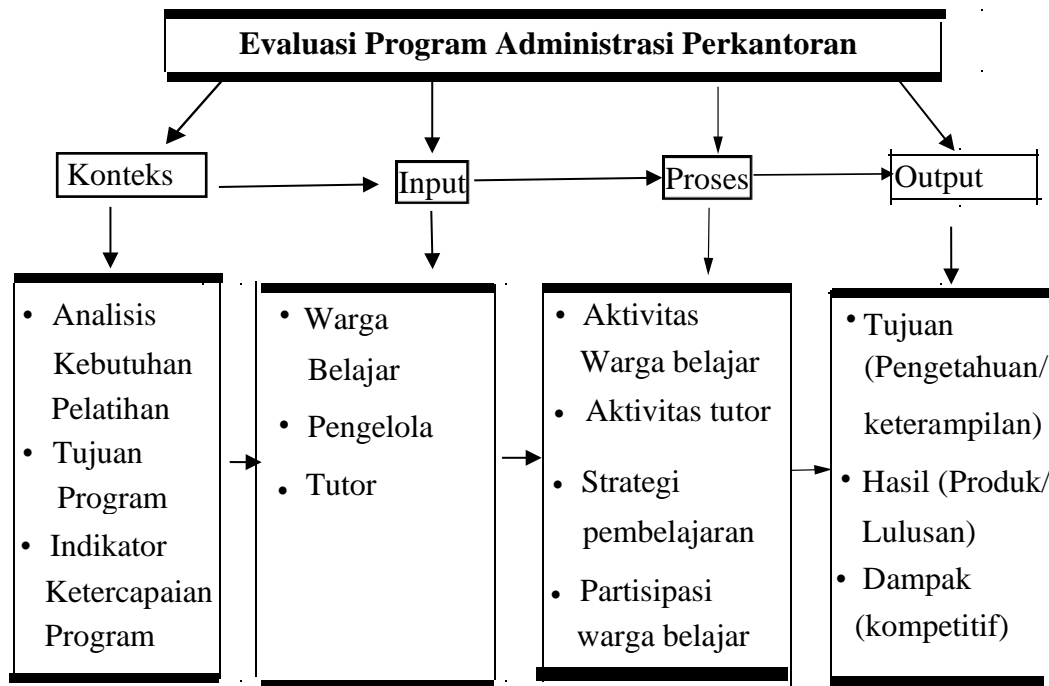 Evaluasi Program Administrasi Perkantoran
Konteks
Input
Proses
Output
• Analisis
Kebutuhan
Pelatihan
• Tujuan
Program
• Indikator
Ketercapaian
Program
• Warga
Belajar
• Pengelola
• Tutor
• Aktivitas
Warga belajar
• Aktivitas tutor
• Strategi
pembelajaran
• Partisipasi
warga belajar
• Tujuan
(Pengetahuan/
keterampilan)
• Hasil (Produk/
Lulusan)
• Dampak
(kompetitif)